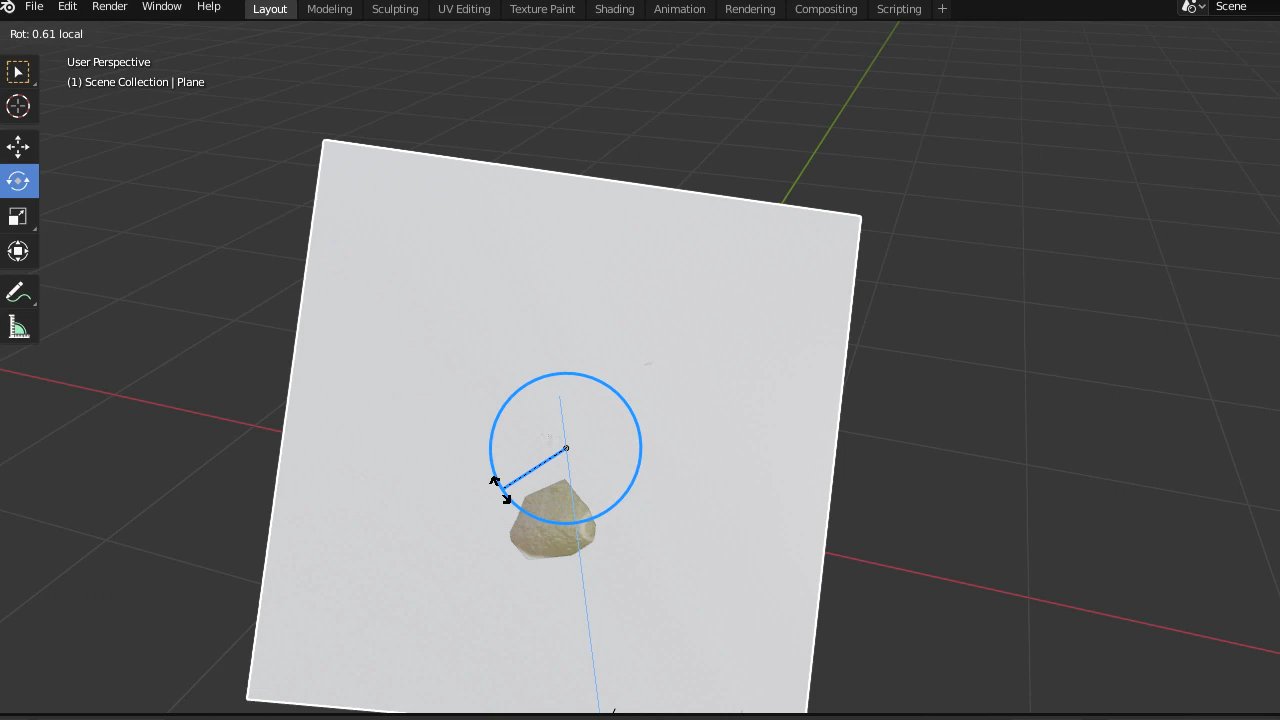 File Edit Render Window Help Layout Modeling Sculpting UV Editing Texture Paint Shading Animation Rendering Compositing Scripting + Scene
Rot: 0.61 local
User Perspective
(1) Scene Collection | Plane